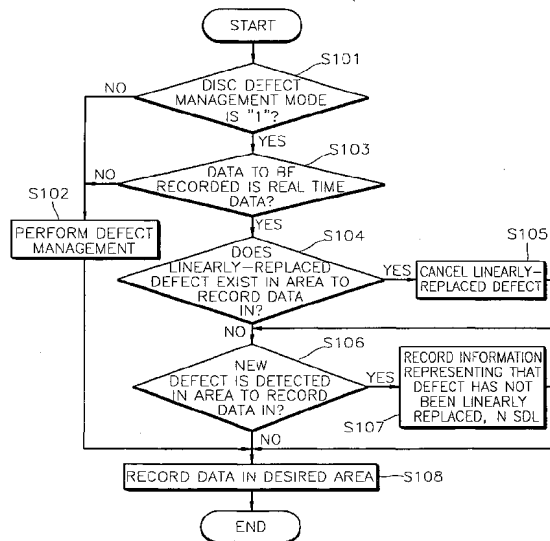 START
S101
NO
DISC DEFECT
MANAGEMENT MODE
IS "1"?
YES
S103
NO
DATA TO BE
RECORDED IS REAL TIME
DATA?
S102
PERFORM DEFECT
MANAGEMENT
YES
S104
DOES
LINEARLY-REPLACED
DEFECT EXIST IN AREA TO
RECORD DATA
IN?
YES
S105
CANCEL LINEARLY-
REPLACED DEFECT
NO
S106
NEW
DEFECT IS DETECTED
IN AREA TO RECORD
DATA IN?
YES
RECORD INFORMATION
REPRESENTING THAT
DEFECT HAS NOT
BEEN LINEARLY
REPLACED, N SDL
S107
NO
RECORD DATA IN DESIRED AREA
S108
END